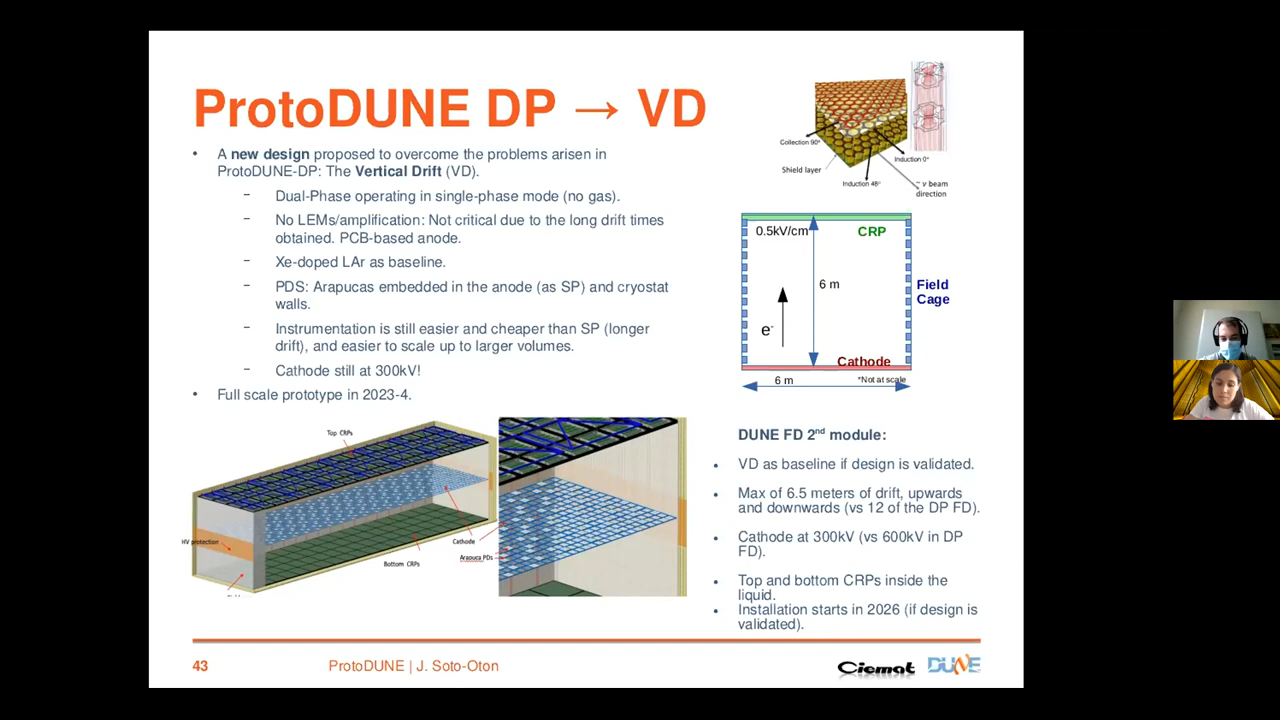 ProtoDUNE DP → VD
• A new design proposed to overcome the problems arisen in
ProtoDUNE-DP: The Vertical Drift (VD).
– Dual-Phase operating in single-phase mode (no gas).
– No LEMs/amplification: Not critical due to the long drift times
obtained. PCB-based anode.
– Xe-doped LAr as baseline.
– PDS: Arapucas embedded in the anode (as SP) and cryostat
walls.
– Instrumentation is still easier and cheaper than SP (longer
drift), and easier to scale up to larger volumes.
– Cathode still at 300kV!
• Full scale prototype in 2023-4.
Collection 90°
Induction 0°
Shield layer
Induction 48°
~ ν beam
direction
0.5kV/cm
CRP
6 m
Field
Cage
e-
Cathode
6 m
*Not at scale
Top CRPs
HV protection
Cathode
Arapuca PDs
Bottom CRPs
DUNE FD 2nd module:
• VD as baseline if design is validated.
• Max of 6.5 meters of drift, upwards
and downwards (vs 12 of the DP FD).
• Cathode at 300kV (vs 600kV in DP
FD).
• Top and bottom CRPs inside the
liquid.
• Installation starts in 2026 (if design is
validated).
43
ProtoDUNE | J. Soto-Oton
Ciemat
DUNE